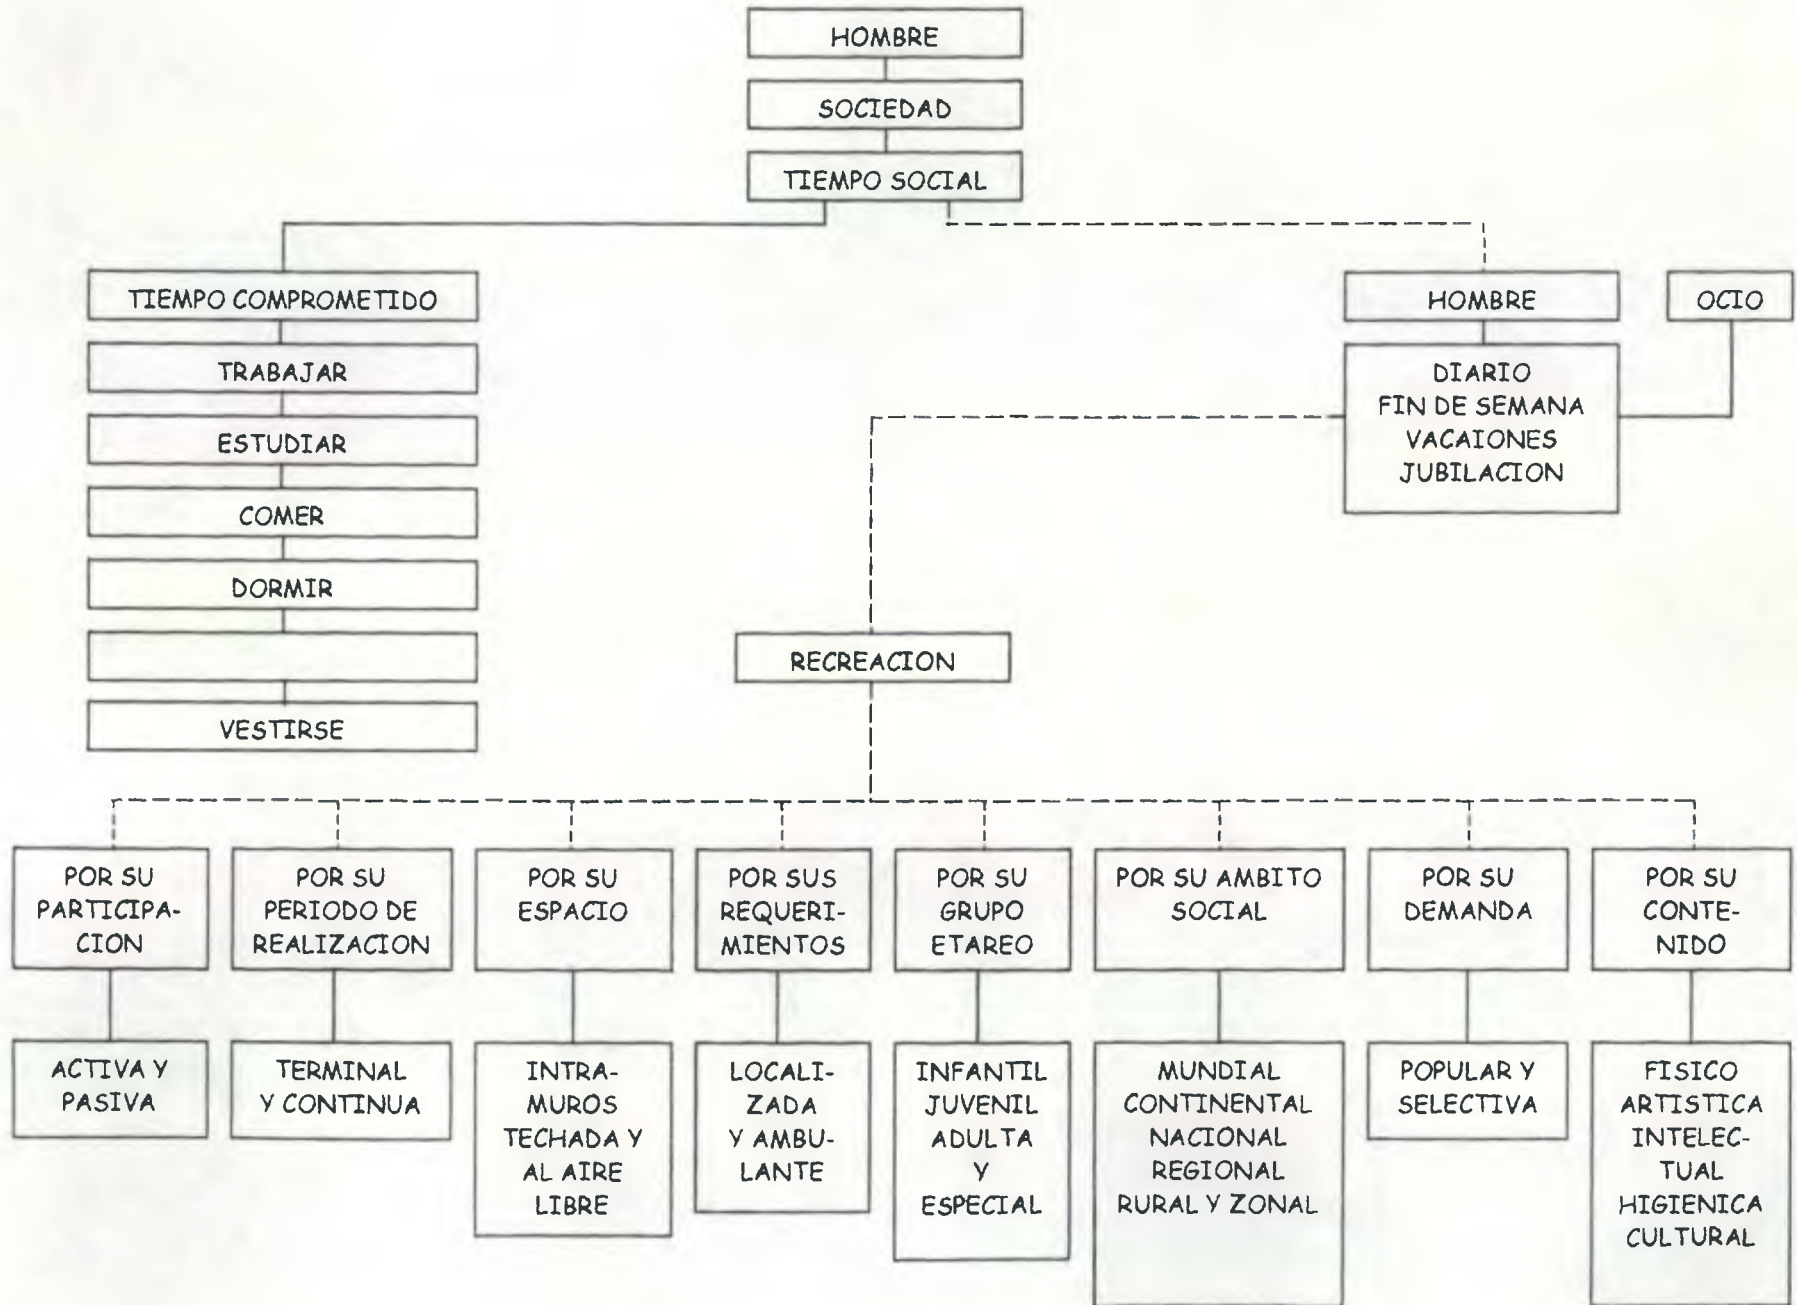 HOMBRE
SOCIEDAD
TIEMPO SOCIAL
TIEMPO COMPROMETIDO
TRABAJAR
ESTUDIAR
COMER
DORMIR
VESTIRSE
HOMBRE
OCIO
DIARIO
FIN DE SEMANA
VACAIONES
JUBILACION
RECREACION
POR SU
PARTICIPA-
CION
POR SU
PERIODO DE
REALIZACION
POR SU
ESPACIO
POR SUS
REQUERI-
MIENTOS
POR SU
GRUPO
ETAREO
POR SU AMBITO
SOCIAL
POR SU
DEMANDA
POR SU
CONTE-
NIDO
ACTIVA Y
PASIVA
TERMINAL
Y CONTINUA
INTRA-
MUROS
TECHADA Y
AL AIRE
LIBRE
LOCALI-
ZADA
Y AMBU-
LANTE
INFANTIL
JUVENIL
ADULTA
Y
ESPECIAL
MUNDIAL
CONTINENTAL
NACIONAL
REGIONAL
RURAL Y ZONAL
POPULAR Y
SELECTIVA
FISICO
ARTISTICA
INTELEC-
TUAL
HIGIENICA
CULTURAL